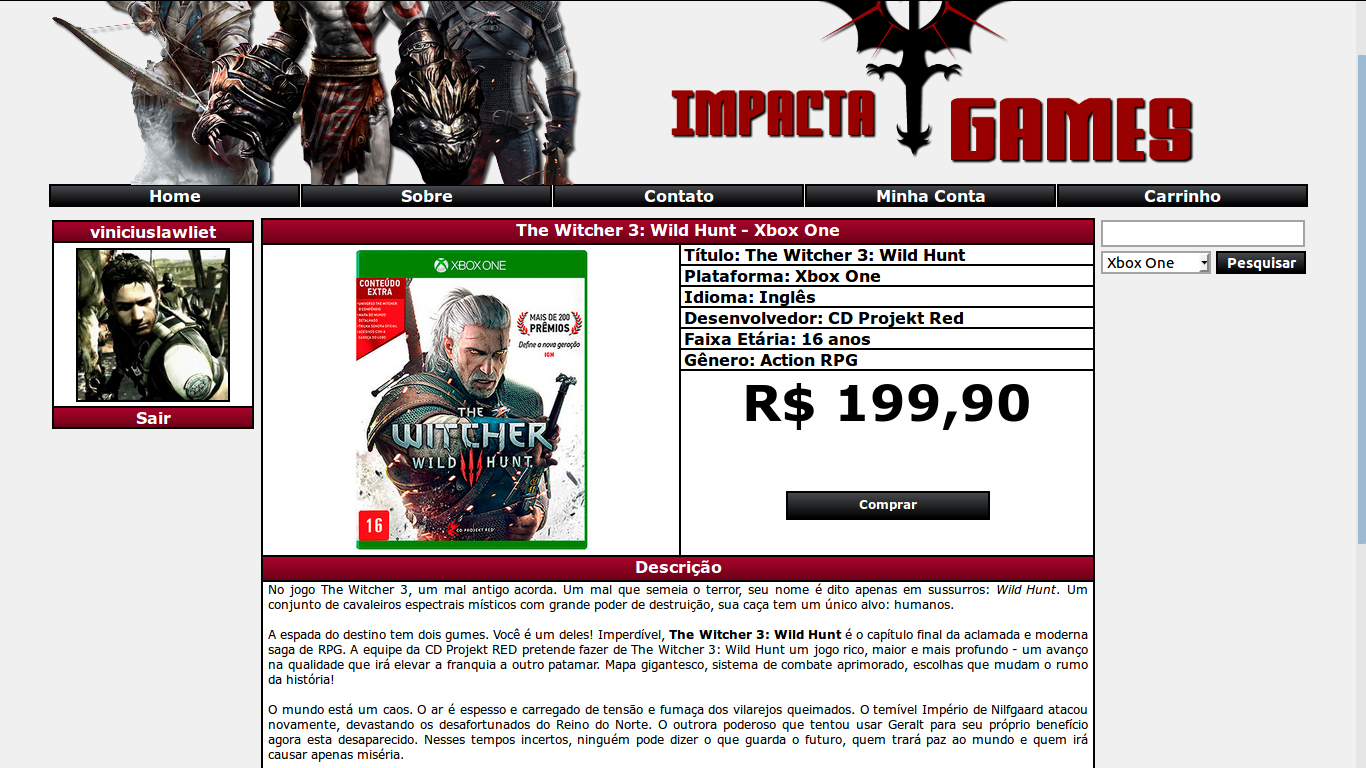 IMPACTA GAMES
Home Sobre Contato Minha Conta Carrinho
viniciuslawliet
Sair
The Witcher 3: Wild Hunt - Xbox One
XBOX ONE
CONTEÚDO
EXTRA
MAIS DE 200
PRÊMIOS
Define a nova geração
IGN
THE
WITCHER
WILD HUNT
16
CD PROJEKT RED
Título: The Witcher 3: Wild Hunt
Plataforma: Xbox One
Idioma: Inglês
Desenvolvedor: CD Projekt Red
Faixa Etária: 16 anos
Gênero: Action RPG
R$ 199,90
Comprar
Xbox One Pesquisar
Descrição
No jogo The Witcher 3, um mal antigo acorda. Um mal que semeia o terror, seu nome é dito apenas em sussurros: Wild Hunt. Um
conjunto de cavaleiros espectrais místicos com grande poder de destruição, sua caça tem um único alvo: humanos.
A espada do destino tem dois gumes. Você é um deles! Imperdível, The Witcher 3: Wild Hunt é o capítulo final da aclamada e moderna
saga de RPG. A equipe da CD Projekt RED pretende fazer de The Witcher 3: Wild Hunt um jogo rico, maior e mais profundo - um avanço
na qualidade que irá elevar a franquia a outro patamar. Mapa gigantesco, sistema de combate aprimorado, escolhas que mudam o rumo
da história!
O mundo está um caos. O ar é espesso e carregado de tensão e fumaça dos vilarejos queimados. O temível Império de Nilfgaard atacou
novamente, devastando os desafortunados do Reino do Norte. O outrora poderoso que tentou usar Geralt para seu próprio benefício
agora esta desaparecido. Nesses tempos incertos, ninguém pode dizer o que guarda o futuro, quem trará paz ao mundo e quem irá
causar apenas miséria.